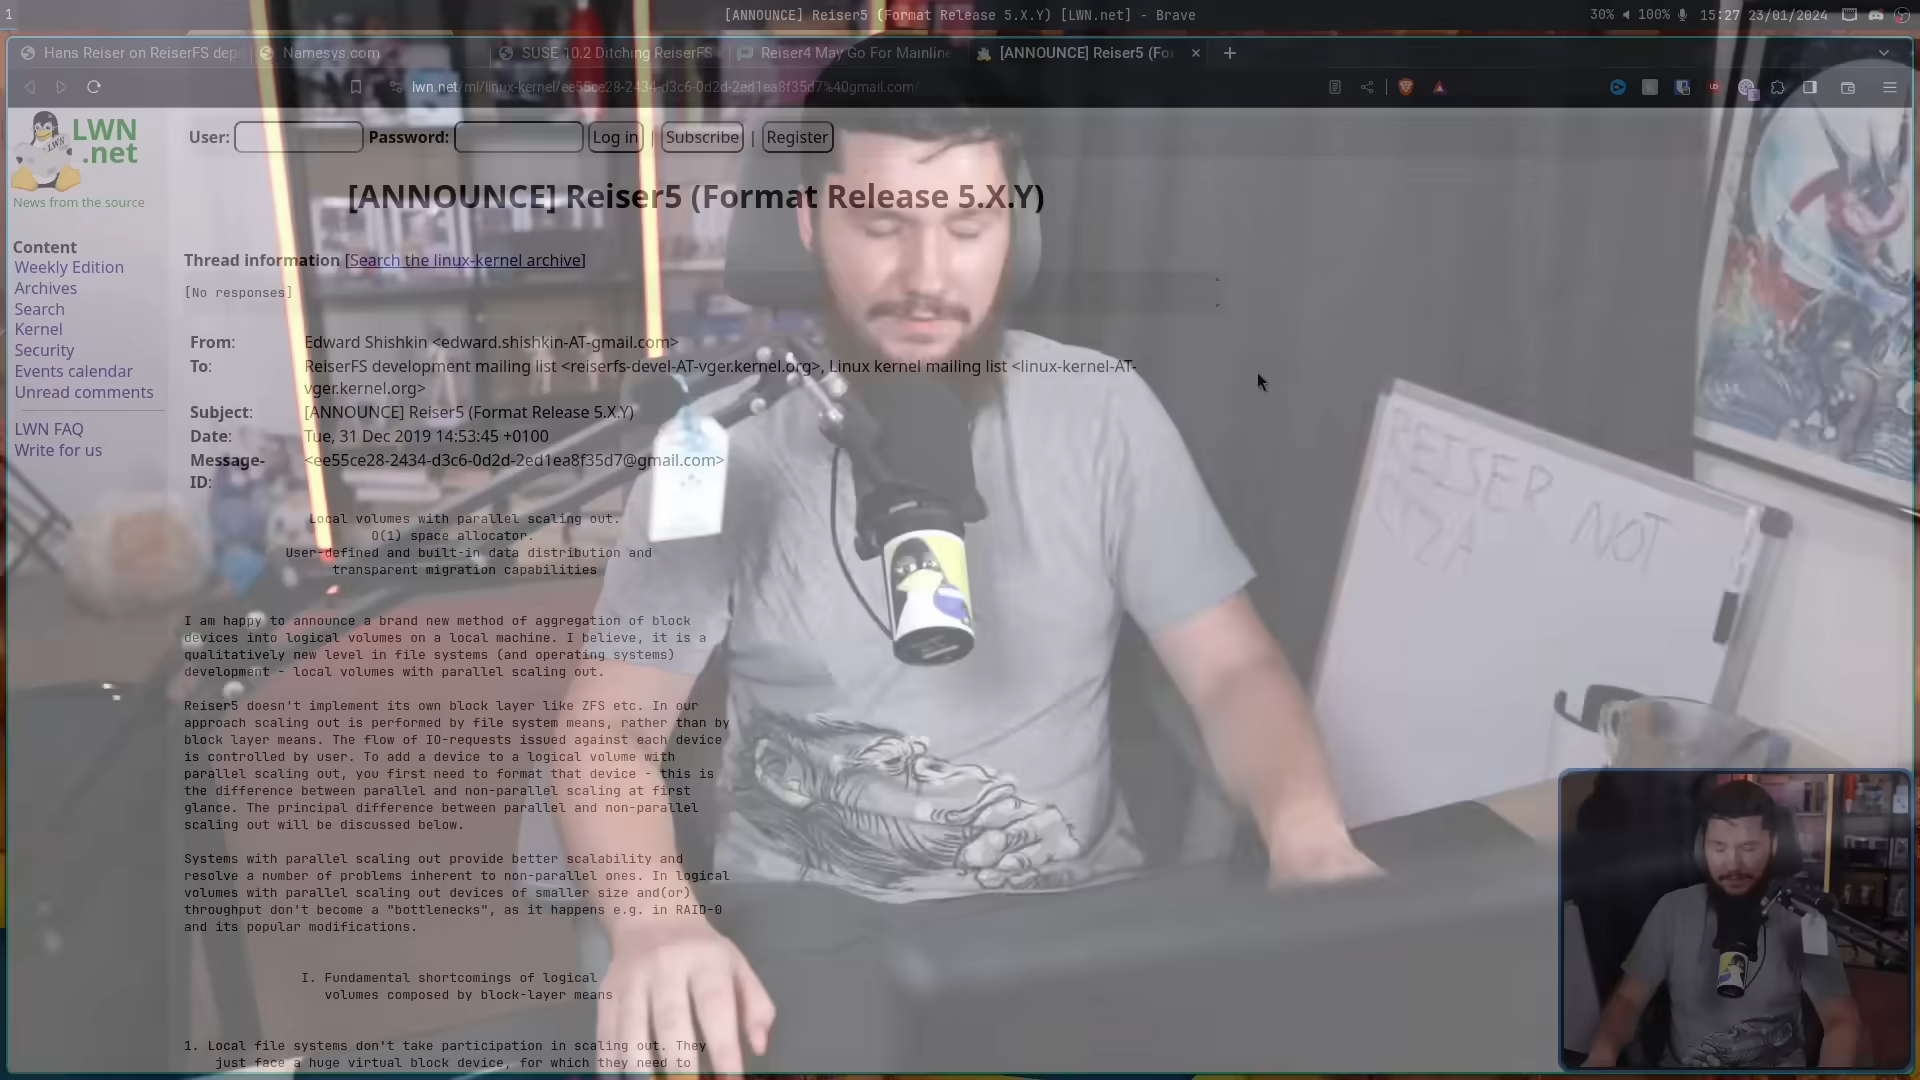 1
[ANNOUNCE] Reiser5 (Format Release 5.X.Y) [LWN.net] - Brave
30% 100% 15:27 23/01/2024
Hans Reiser on ReiserFS dep
Namesys.com
SUSE 10.2 Ditching ReiserFS
Reiser4 May Go For Mainline
[ANNOUNCE] Reiser5 (Fo
lwn.net/ml/linux-kernel/ee55ce28-2434-d3c6-0d2d-2ed1ea8f35d7%40gmail.com/
LWN
.net
News from the source
User: Password: Log in | Subscribe | Register
[ANNOUNCE] Reiser5 (Format Release 5.X.Y)
Content
Weekly Edition
Archives
Search
Kernel
Security
Events calendar
Unread comments
LWN FAQ
Write for us
Thread information [Search the linux-kernel archive]
[No responses]
From: Edward Shishkin <edward.shishkin-AT-gmail.com>
To: ReiserFS development mailing list <reiserfs-devel-AT-vger.kernel.org>, Linux kernel mailing list <linux-kernel-AT-
vger.kernel.org>
Subject: [ANNOUNCE] Reiser5 (Format Release 5.X.Y)
Date: Tue, 31 Dec 2019 14:53:45 +0100
Message- <ee55ce28-2434-d3c6-0d2d-2ed1ea8f35d7@gmail.com>
ID:
Local volumes with parallel scaling out.
O(1) space allocator.
User-defined and built-in data distribution and
transparent migration capabilities
I am happy to announce a brand new method of aggregation of block
devices into logical volumes on a local machine. I believe, it is a
qualitatively new level in file systems (and operating systems)
development - local volumes with parallel scaling out.
Reiser5 doesn't implement its own block layer like ZFS etc. In our
approach scaling out is performed by file system means, rather than by
block layer means. The flow of IO-requests issued against each device
is controlled by user. To add a device to a logical volume with
parallel scaling out, you first need to format that device - this is
the difference between parallel and non-parallel scaling at first
glance. The principal difference between parallel and non-parallel
scaling out will be discussed below.
Systems with parallel scaling out provide better scalability and
resolve a number of problems inherent to non-parallel ones. In logical
volumes with parallel scaling out devices of smaller size and(or)
throughput don't become a "bottlenecks", as it happens e.g. in RAID-0
and its popular modifications.
I. Fundamental shortcomings of logical
volumes composed by block-layer means
1. Local file systems don't take participation in scaling out. They
just face a huge virtual block device, for which they need to
REISER NOT